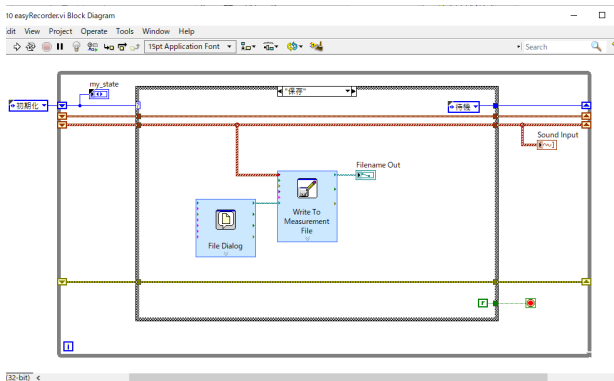 10 easyRecorder.vi Block Diagram
dit View Project Operate Tools Window Help
15pt Application Font
Search
my_state
初期化
"保存"
待機
Sound Input
Filename Out
Write To
Measurement
File
File Dialog
F
i
(32-bit)